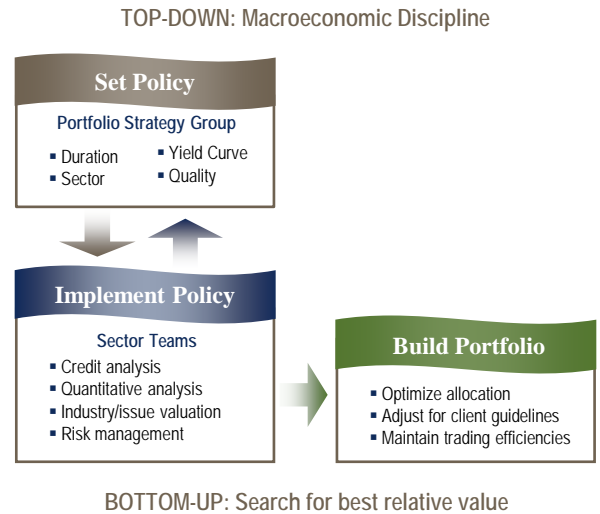 TOP-DOWN: Macroeconomic Discipline
Set Policy
Portfolio Strategy Group
▪ Duration
▪ Sector
▪ Yield Curve
▪ Quality
Implement Policy
Sector Teams
▪ Credit analysis
▪ Quantitative analysis
▪ Industry/issue valuation
▪ Risk management
Build Portfolio
▪ Optimize allocation
▪ Adjust for client guidelines
▪ Maintain trading efficiencies
BOTTOM-UP: Search for best relative value